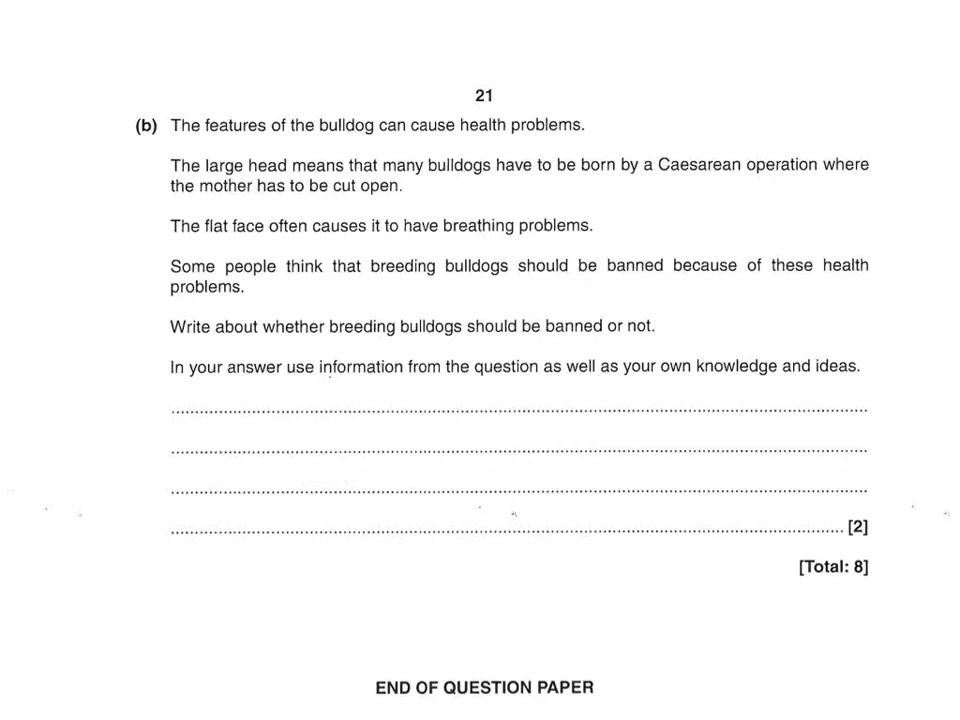 21
(b) The features of the bulldog can cause health problems.
The large head means that many bulldogs have to be born by a Caesarean operation where
the mother has to be cut open.
The flat face often causes it to have breathing problems.
Some people think that breeding bulldogs should be banned because of these health
problems.
Write about whether breeding bulldogs should be banned or not.
In your answer use information from the question as well as your own knowledge and ideas.
[2]
[Total: 8]
END OF QUESTION PAPER